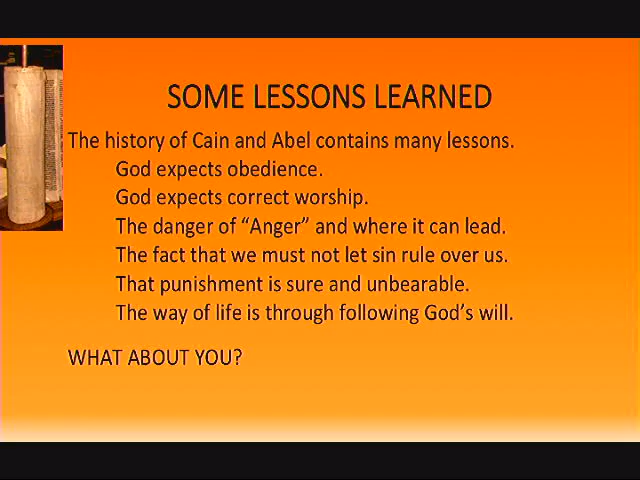 SOME LESSONS LEARNED
The history of Cain and Abel contains many lessons.
God expects obedience.
God expects correct worship.
The danger of “Anger” and where it can lead.
The fact that we must not let sin rule over us.
That punishment is sure and unbearable.
The way of life is through following God’s will.
WHAT ABOUT YOU?